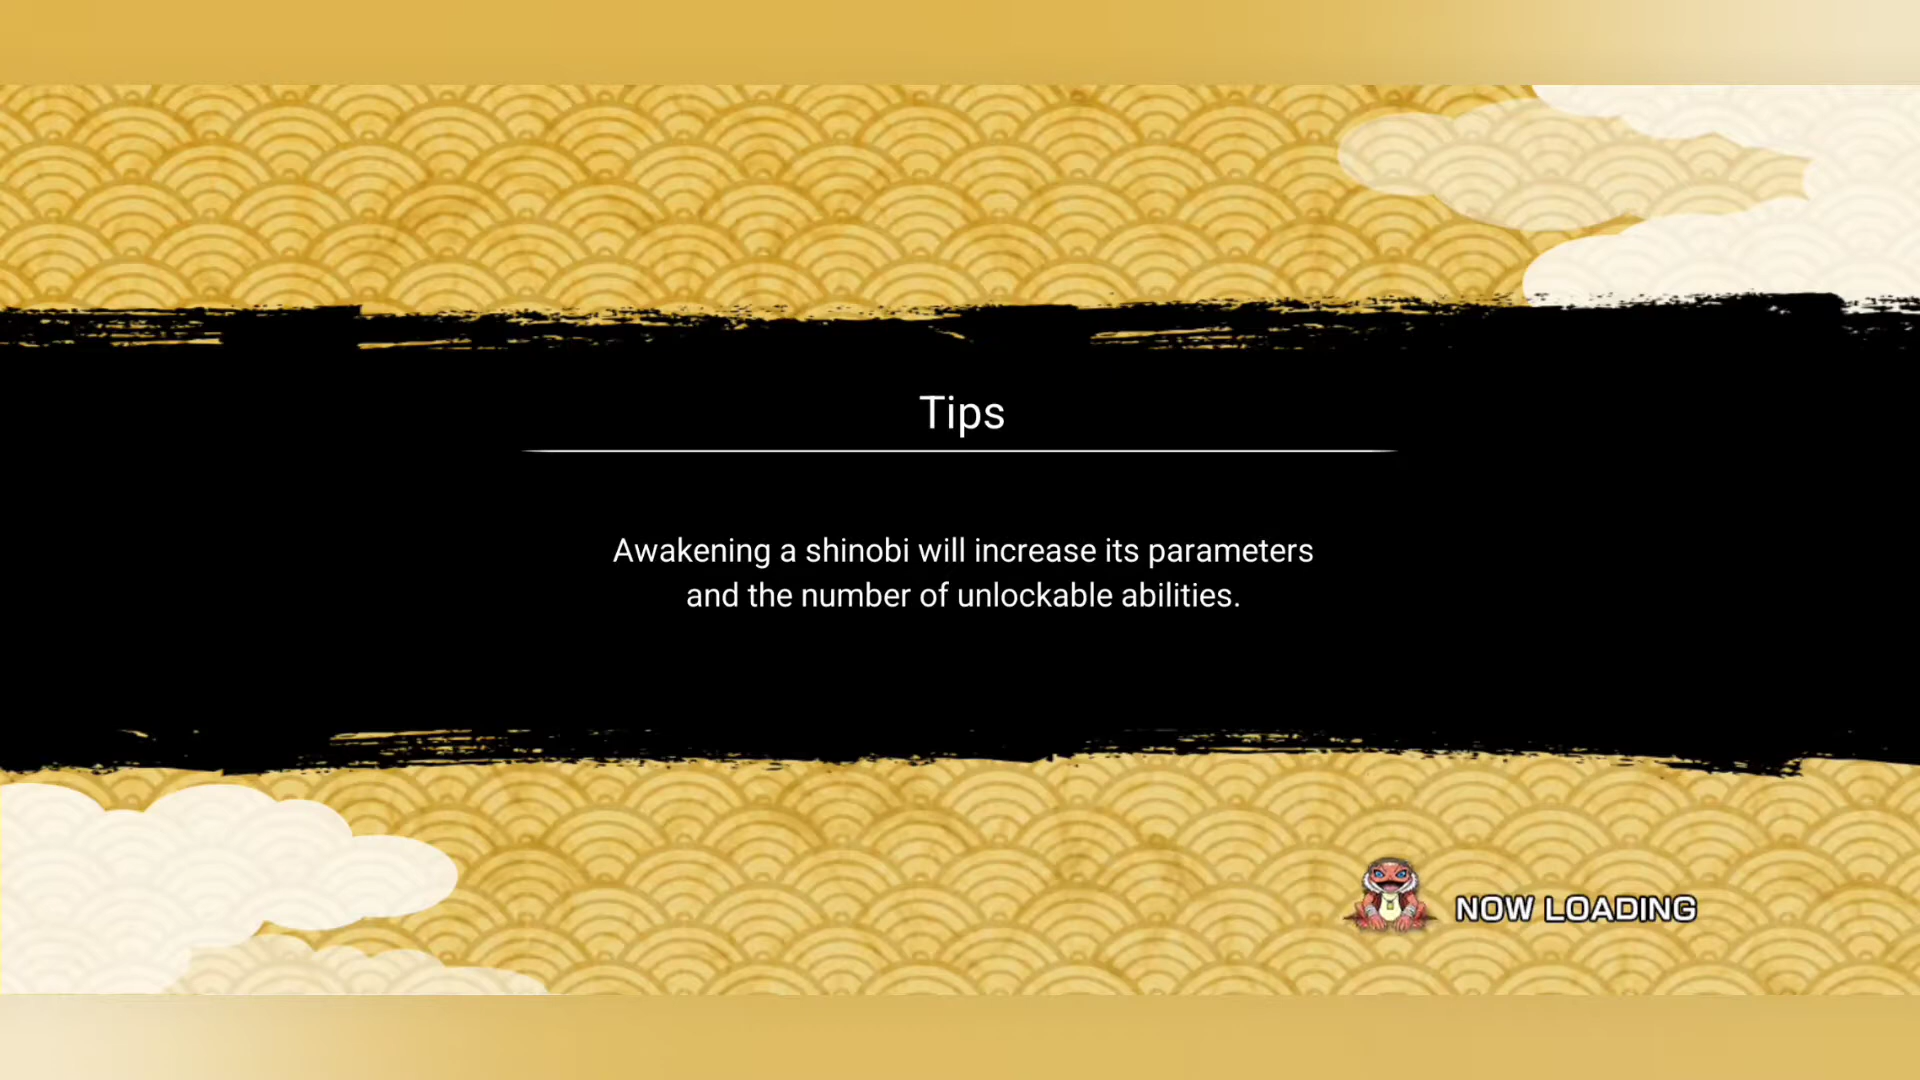 Tips
Awakening a shinobi will increase its parameters
and the number of unlockable abilities.
NOW LOADING